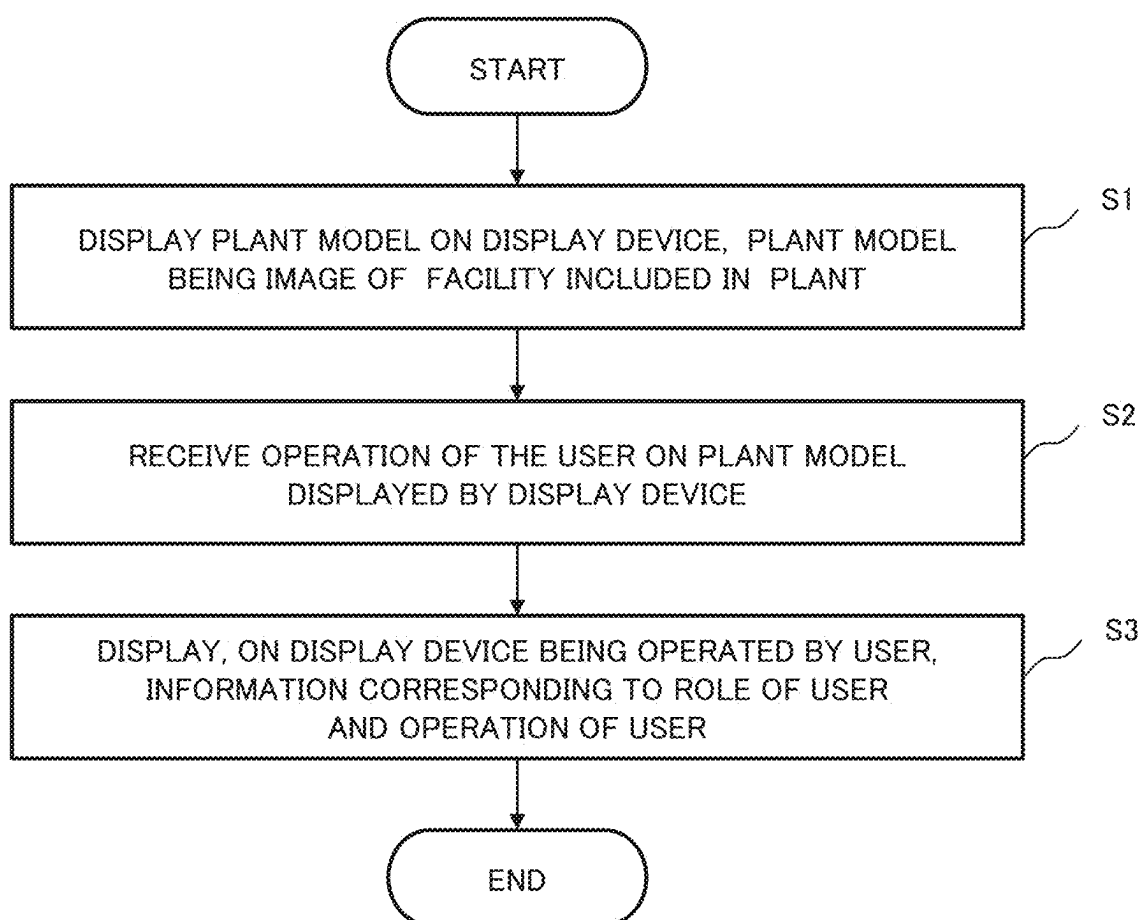 START
S1
DISPLAY PLANT MODEL ON DISPLAY DEVICE, PLANT MODEL
BEING IMAGE OF FACILITY INCLUDED IN PLANT
S2
RECEIVE OPERATION OF THE USER ON PLANT MODEL
DISPLAYED BY DISPLAY DEVICE
S3
DISPLAY, ON DISPLAY DEVICE BEING OPERATED BY USER,
INFORMATION CORRESPONDING TO ROLE OF USER
AND OPERATION OF USER
END